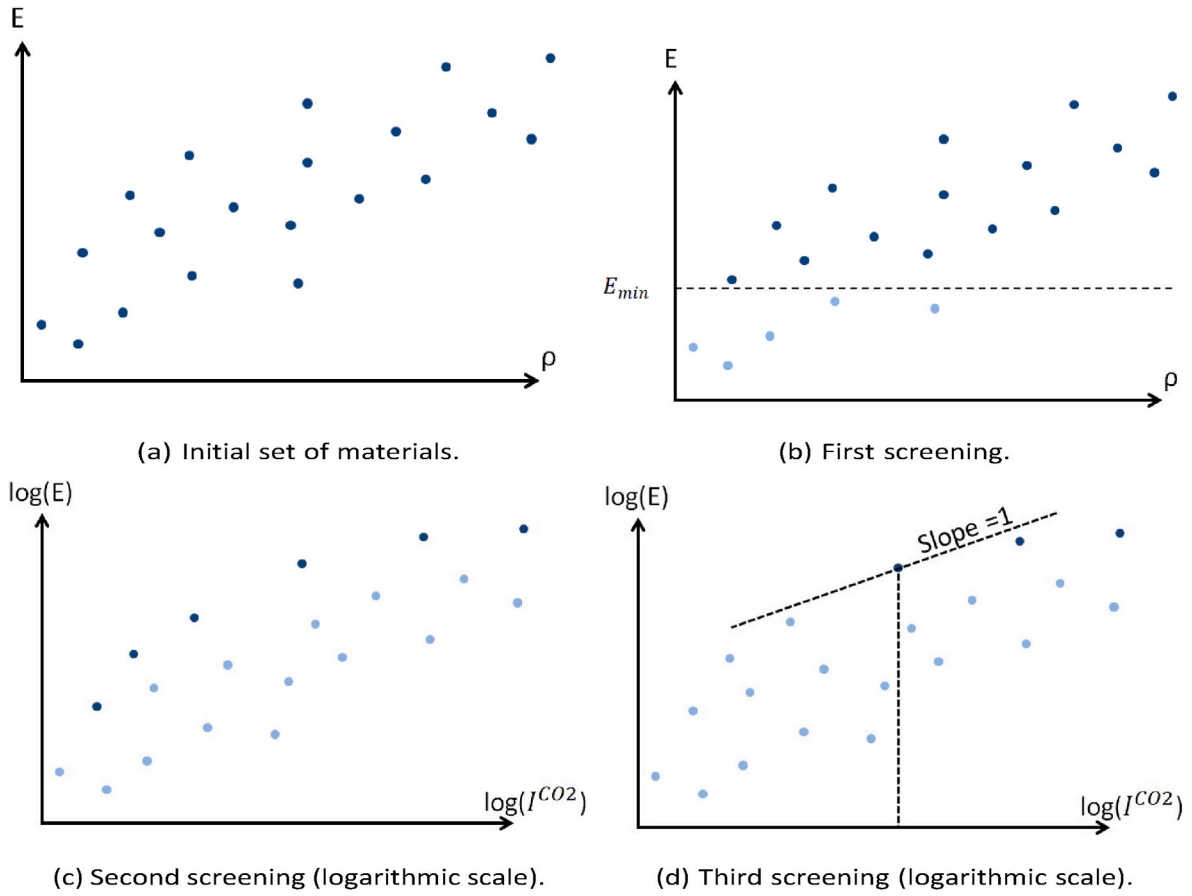 E
ρ
(a) Initial set of materials.
E
E_min
ρ
(b) First screening.
log(E)
log(I^CO2)
(c) Second screening (logarithmic scale).
log(E)
Slope =1
log(I^CO2)
(d) Third screening (logarithmic scale).